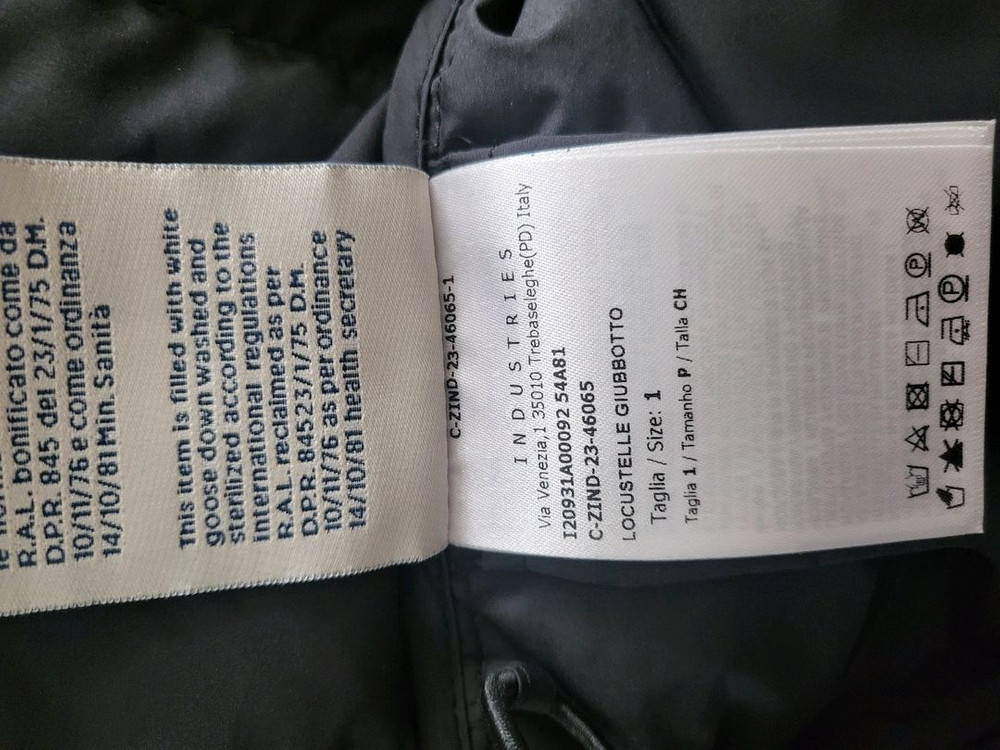 R.A.L. bonificato come da
D.P.R. 845 del 23/1/75 D.M.
10/11/76 e come ordinanza
14/10/81 Min. Sanità
This item is filled with white
goose down washed and
sterilized according to the
international regulations
R.A.L. reclaimed as per
D.P.R. 84523/1/75 D.M.
10/11/76 as per ordinance
14/10/81 health secretary
C-ZIND-23-46065-1
INDUSTRIES
Via Venezia,1 35010 Trebaseleghe(PD) Italy
I20931A00092 54A81
C-ZIND-23-46065
LOCUSTELLE GIUBBOTTO
Taglia / Size: 1
Taglia 1 / Tamanho P / Talla CH